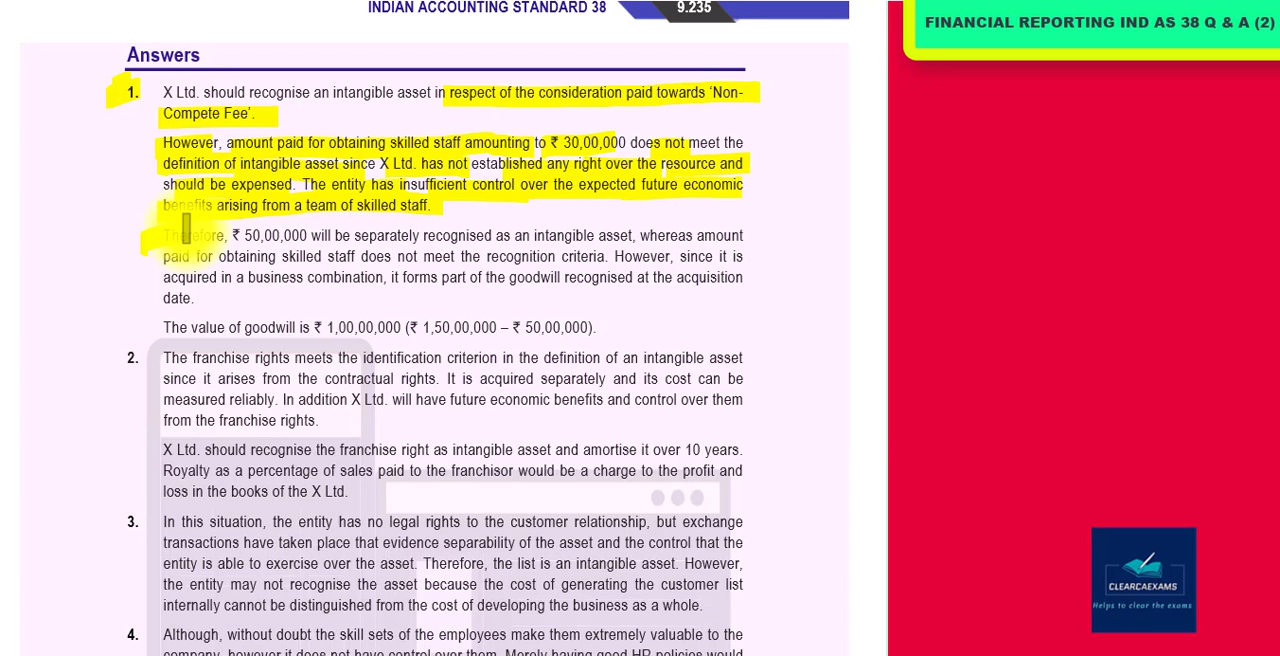 INDIAN ACCOUNTING STANDARD 38
9.235
FINANCIAL REPORTING IND AS 38 Q & A (2)
Answers
1. X Ltd. should recognise an intangible asset in respect of the consideration paid towards ‘Non-
Compete Fee’.
However, amount paid for obtaining skilled staff amounting to ₹ 30,00,000 does not meet the
definition of intangible asset since X Ltd. has not established any right over the resource and
should be expensed. The entity has insufficient control over the expected future economic
benefits arising from a team of skilled staff.
Therefore, ₹ 50,00,000 will be separately recognised as an intangible asset, whereas amount
paid for obtaining skilled staff does not meet the recognition criteria. However, since it is
acquired in a business combination, it forms part of the goodwill recognised at the acquisition
date.
The value of goodwill is ₹ 1,00,00,000 (₹ 1,50,00,000 – ₹ 50,00,000).
2. The franchise rights meets the identification criterion in the definition of an intangible asset
since it arises from the contractual rights. It is acquired separately and its cost can be
measured reliably. In addition X Ltd. will have future economic benefits and control over them
from the franchise rights.
X Ltd. should recognise the franchise right as intangible asset and amortise it over 10 years.
Royalty as a percentage of sales paid to the franchisor would be a charge to the profit and
loss in the books of the X Ltd.
3. In this situation, the entity has no legal rights to the customer relationship, but exchange
transactions have taken place that evidence separability of the asset and the control that the
entity is able to exercise over the asset. Therefore, the list is an intangible asset. However,
the entity may not recognise the asset because the cost of generating the customer list
internally cannot be distinguished from the cost of developing the business as a whole.
4. Although, without doubt the skill sets of the employees make them extremely valuable to the
company, however it does not have control over them. Merely having good HR policies would
CLEARCAEXAMS
Helps to clear the exams